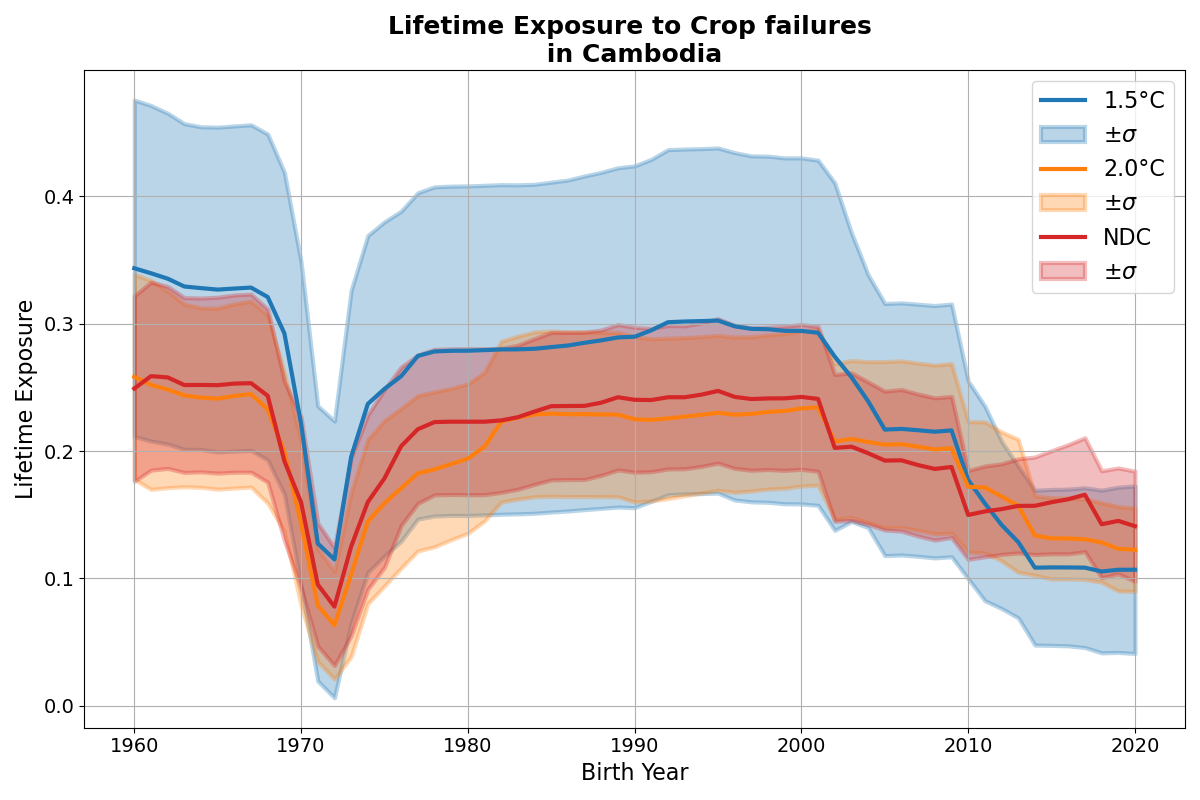 Lifetime Exposure to Crop failures
in Cambodia
Lifetime Exposure
0.4
0.3
0.2
0.1
0.0
1960
1970
1980
1990
2000
2010
2020
Birth Year
1.5°C
±σ
2.0°C
±σ
NDC
±σ